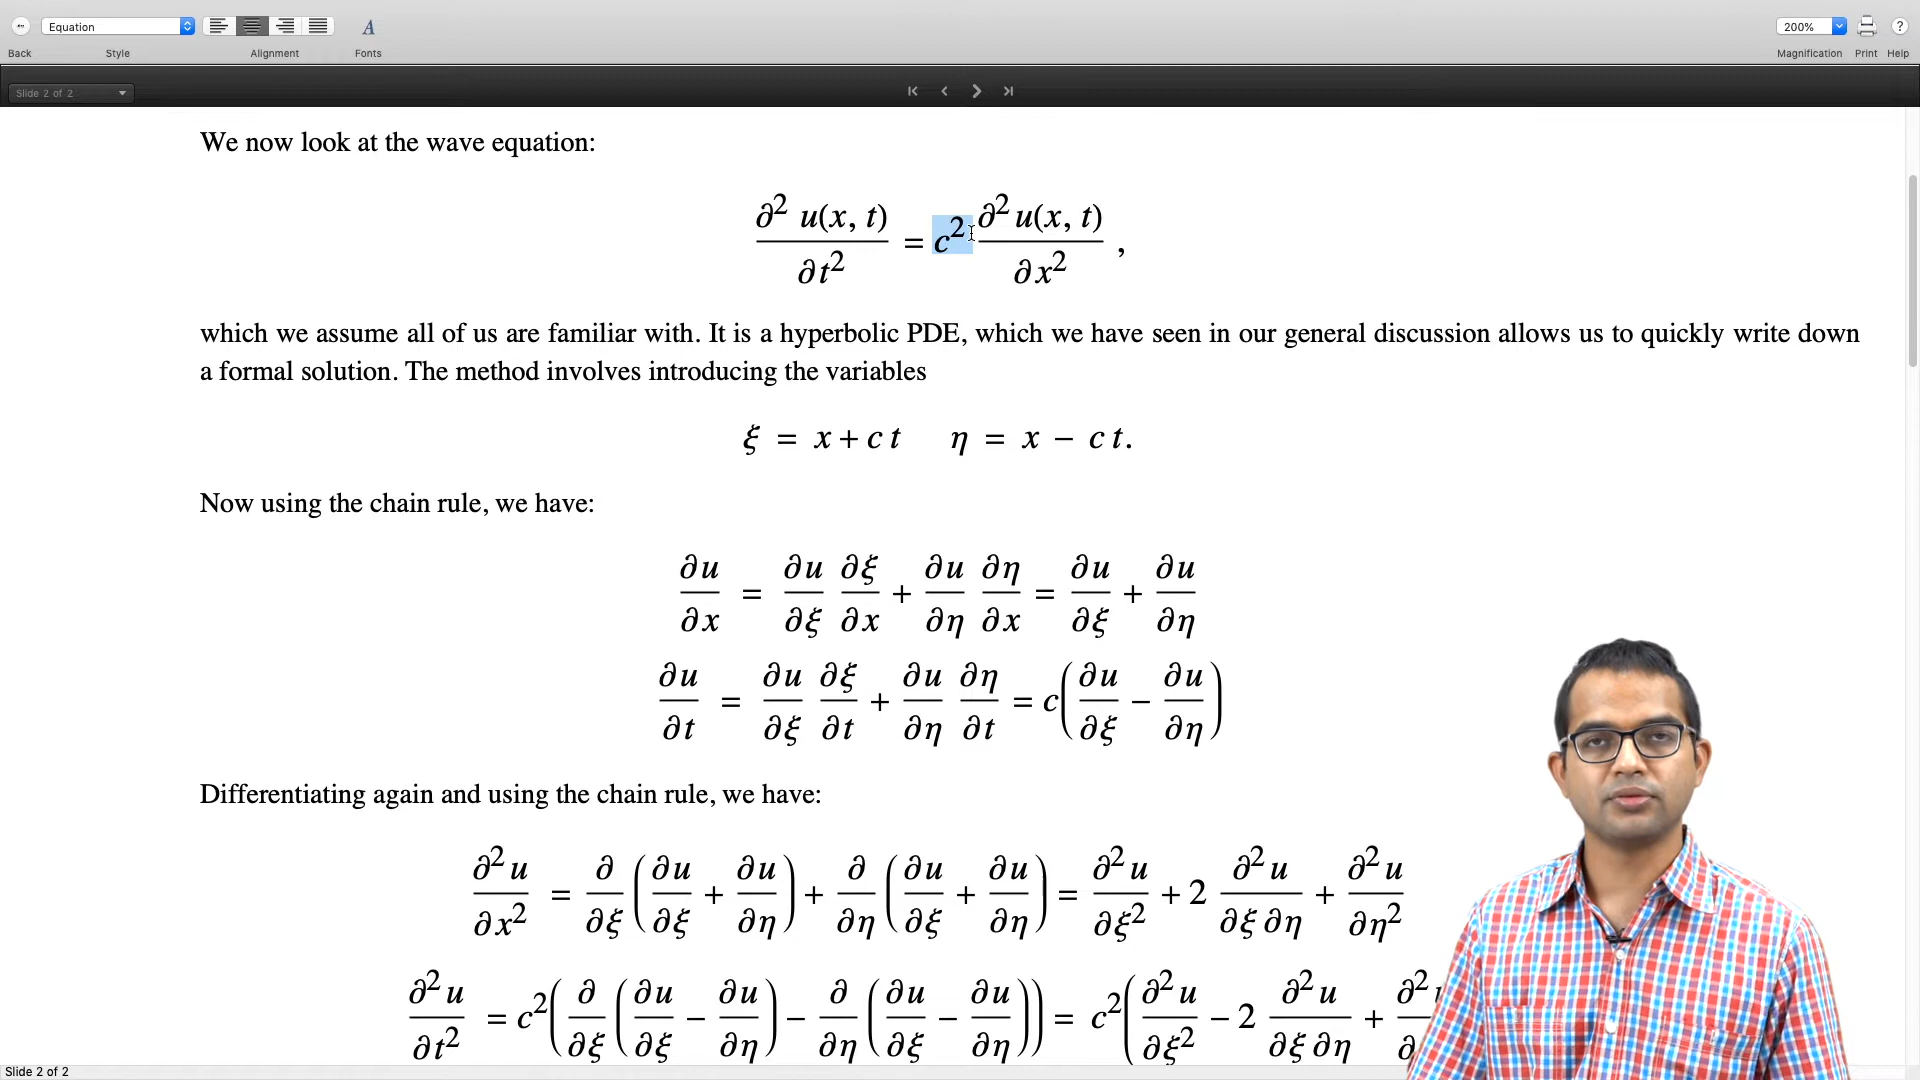 Equation
200%
Back Style Alignment Fonts Magnification Print Help
Slide 2 of 2
We now look at the wave equation:
∂² u(x, t)/∂t² = c² ∂² u(x, t)/∂x² ,
which we assume all of us are familiar with. It is a hyperbolic PDE, which we have seen in our general discussion allows us to quickly write down
a formal solution. The method involves introducing the variables
ξ = x + c t η = x − c t.
Now using the chain rule, we have:
∂u/∂x = ∂u/∂ξ ∂ξ/∂x + ∂u/∂η ∂η/∂x = ∂u/∂ξ + ∂u/∂η
∂u/∂t = ∂u/∂ξ ∂ξ/∂t + ∂u/∂η ∂η/∂t = c(∂u/∂ξ − ∂u/∂η)
Differentiating again and using the chain rule, we have:
∂²u/∂x² = ∂/∂ξ (∂u/∂ξ + ∂u/∂η) + ∂/∂η (∂u/∂ξ + ∂u/∂η) = ∂²u/∂ξ² + 2 ∂²u/∂ξ ∂η + ∂²u/∂η²
∂²u/∂t² = c²(∂/∂ξ (∂u/∂ξ − ∂u/∂η) − ∂/∂η (∂u/∂ξ − ∂u/∂η)) = c²(∂²u/∂ξ² − 2 ∂²u/∂ξ ∂η +
Slide 2 of 2